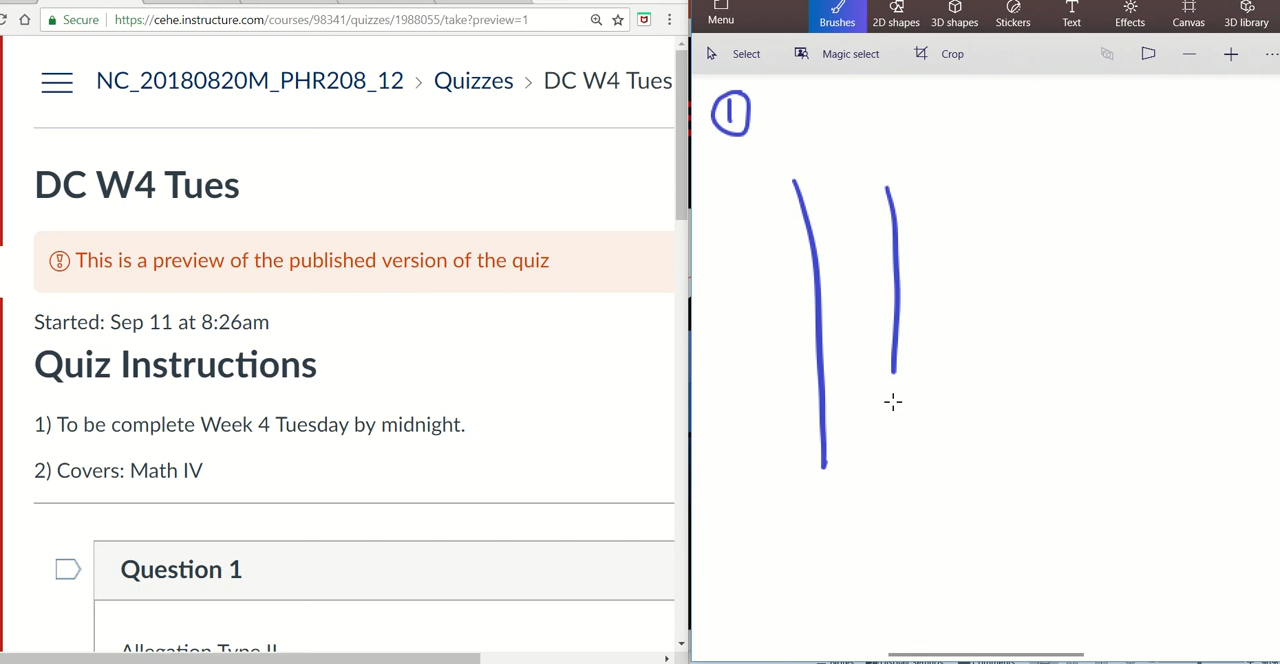 Secure
https://cehe.instructure.com/courses/98341/quizzes/1988055/take?preview=1
NC_20180820M_PHR208_12 > Quizzes > DC W4 Tues
DC W4 Tues
This is a preview of the published version of the quiz
Started: Sep 11 at 8:26am
Quiz Instructions
1) To be complete Week 4 Tuesday by midnight.
2) Covers: Math IV
Question 1
Allegation Type II
Menu
Brushes
2D shapes
3D shapes
Stickers
Text
Effects
Canvas
3D library
Select
Magic select
Crop
1